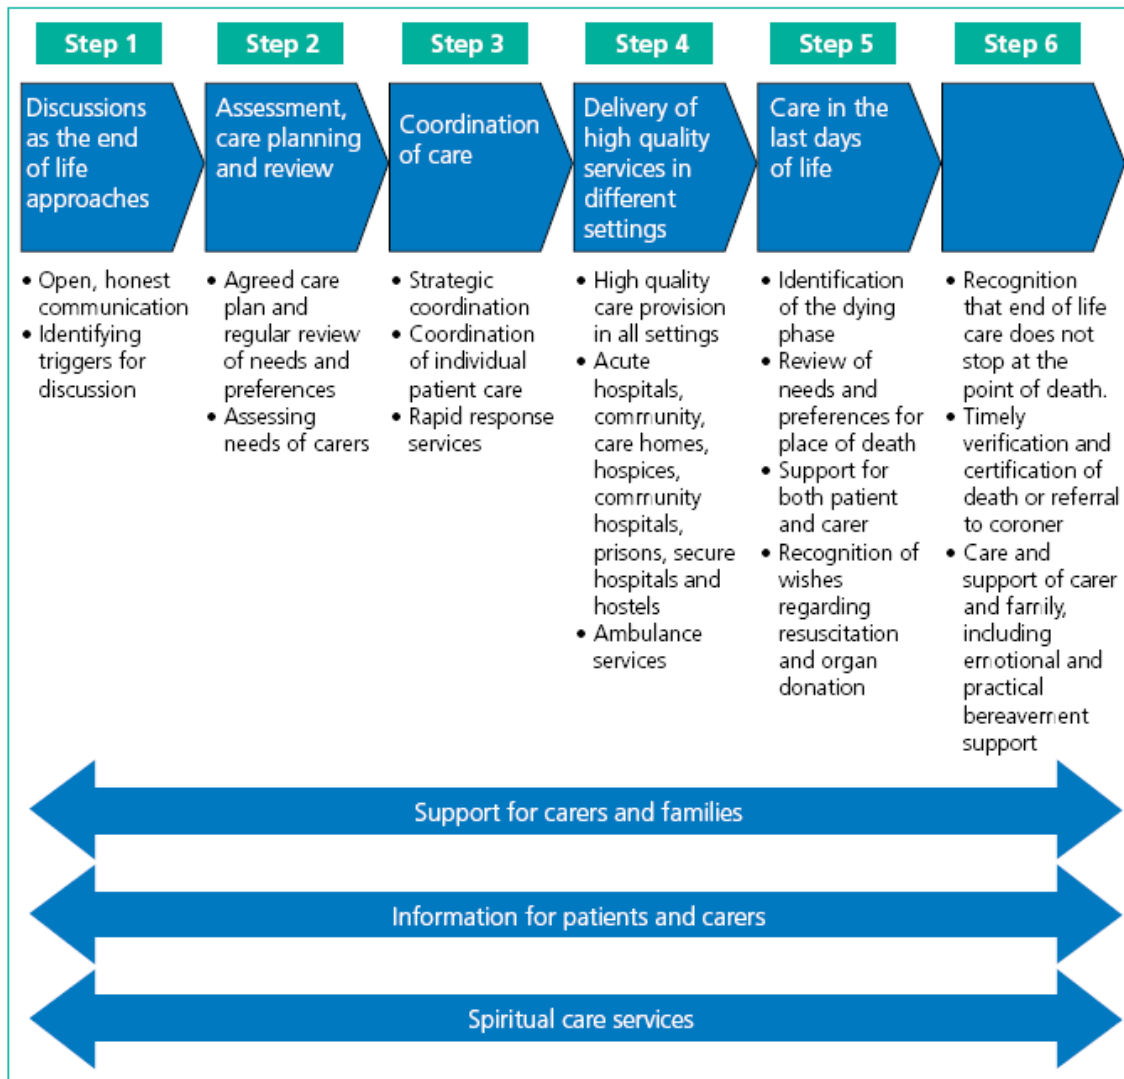 Step 1
Discussions
as the end
of life
approaches
• Open, honest
communication
• Identifying
triggers for
discussion
Step 2
Assessment,
care planning
and review
• Agreed care
plan and
regular review
of needs and
preferences
• Assessing
needs of carers
Step 3
Coordination
of care
• Strategic
coordination
• Coordination
of individual
patient care
• Rapid response
services
Step 4
Delivery of
high quality
services in
different
settings
• High quality
care provision
in all settings
• Acute
hospitals,
community,
care homes,
hospices,
community
hospitals,
prisons, secure
hospitals and
hostels
• Ambulance
services
Step 5
Care in the
last days
of life
• Identification
of the dying
phase
• Review of
needs and
preferences for
place of death
• Support for
both patient
and carer
• Recognition of
wishes
regarding
resuscitation
and organ
donation
Step 6
• Recognition
that end of life
care does not
stop at the
point of death.
• Timely
verification and
certification of
death or referral
to coroner
• Care and
support of carer
and family,
including
emotional and
practical
bereavement
support
Support for carers and families
Information for patients and carers
Spiritual care services